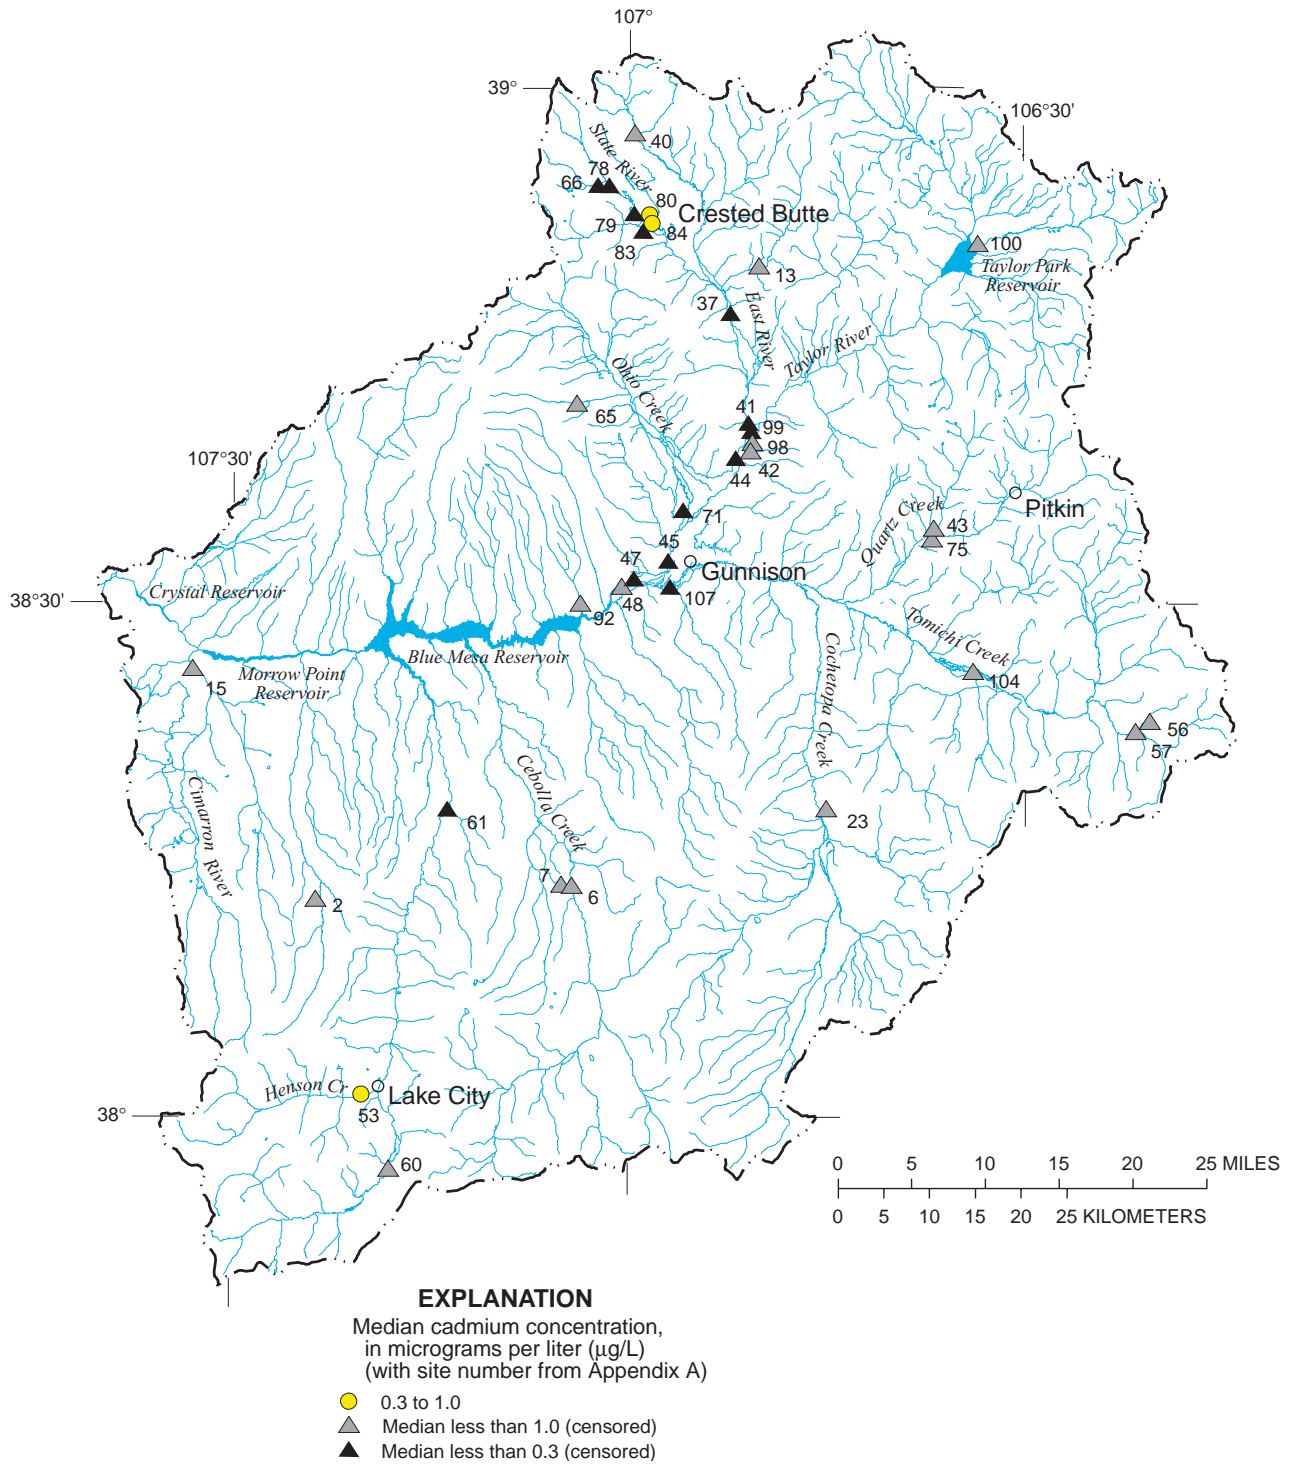 107°
39°
106°30'
Slate River
40
78
66
80
Crested Butte
79
84
83
100
Taylor Park
Reservoir
13
37
East River
Taylor River
Ohio Creek
65
41
99
98
42
44
107°30'
71
Pitkin
Quartz Creek
43
75
45
47
Gunnison
48
107
92
38°30'
Crystal Reservoir
Blue Mesa Reservoir
Morrow Point
Reservoir
15
Cochetopa Creek
Tomichi Creek
104
56
57
Cimarron River
Cebolla Creek
61
23
7
6
2
Henson Cr
Lake City
53
38°
60
0 5 10 15 20 25 MILES
0 5 10 15 20 25 KILOMETERS
EXPLANATION
Median cadmium concentration,
in micrograms per liter (µg/L)
(with site number from Appendix A)
0.3 to 1.0
Median less than 1.0 (censored)
Median less than 0.3 (censored)